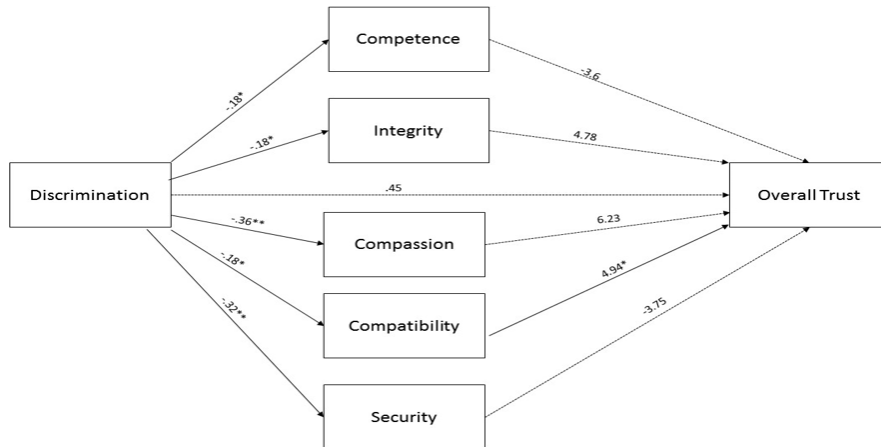 Competence
-.18*
-3.6
Integrity
-.18*
4.78
Discrimination
.45
Overall Trust
-.36**
Compassion
6.23
-.18*
Compatibility
4.94*
-.32**
-3.75
Security